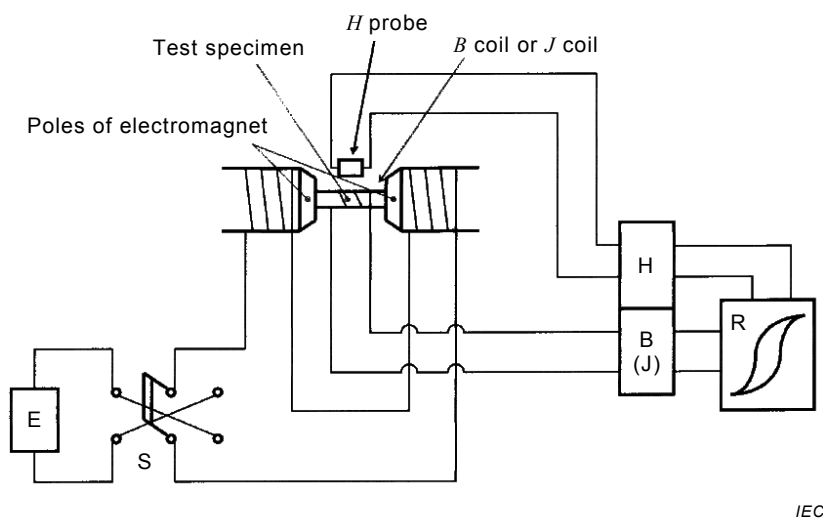 H probe
Test specimen
B coil or J coil
Poles of electromagnet
H
R
B
(J)
E
S
IEC